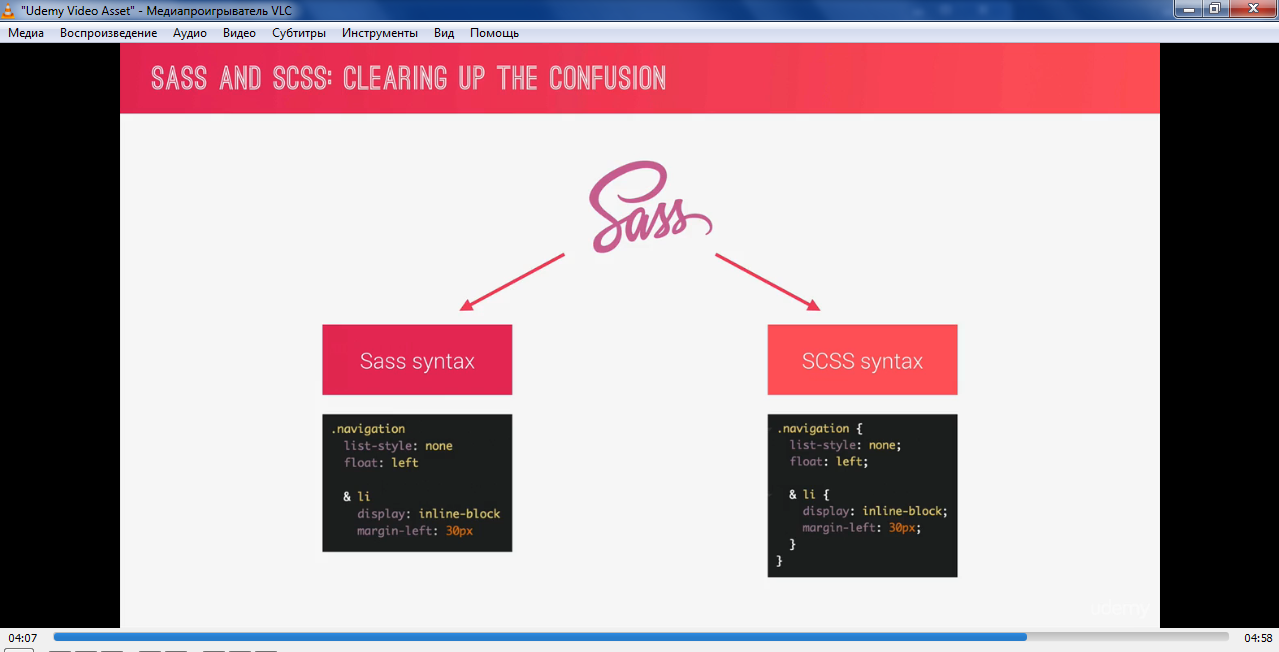 "Udemy Video Asset" - Медиапроигрыватель VLC
Медиа Воспроизведение Аудио Видео Субтитры Инструменты Вид Помощь
SASS AND SCSS: CLEARING UP THE CONFUSION
Sass
Sass syntax
.navigation
list-style: none
float: left
& li
display: inline-block
margin-left: 30px
SCSS syntax
.navigation {
list-style: none;
float: left;
& li {
display: inline-block;
margin-left: 30px;
}
}
udemy
04:07 04:58